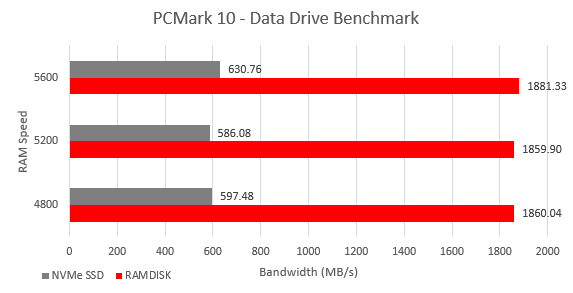 PCMark 10 - Data Drive Benchmark
RAM Speed
5600
630.76
1881.33
5200
586.08
1859.90
4800
597.48
1860.04
0 200 400 600 800 1000 1200 1400 1600 1800 2000
Bandwidth (MB/s)
NVMe SSD RAMDISK